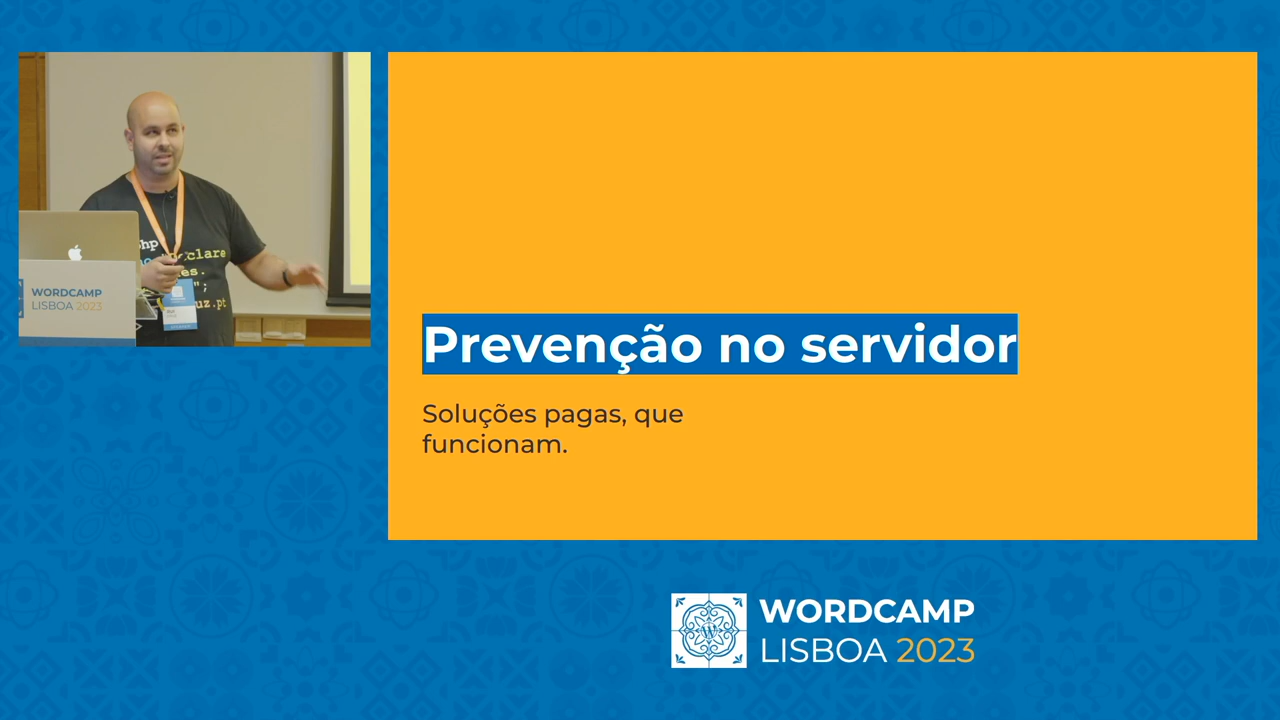 Prevenção no servidor
Soluções pagas, que
funcionam.
WORDCAMP
LISBOA 2023
WORDCAMP
LISBOA 2023